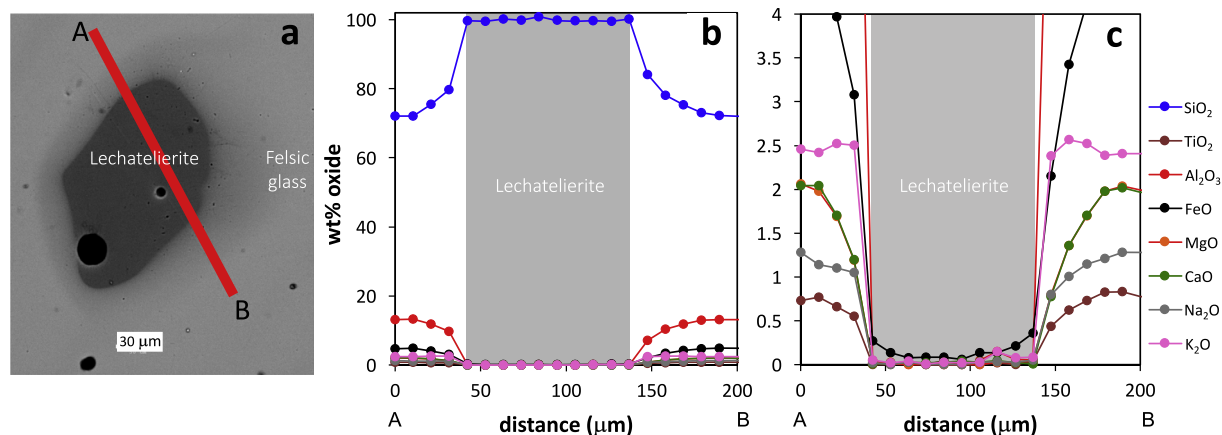 a
A
Lechatelierite
Felsic
glass
B
30 µm
b
wt% oxide
100
80
60
40
20
0
Lechatelierite
0 50 100 150 200
A distance (µm) B
c
4
3.5
3
2.5
2
1.5
1
0.5
0
Lechatelierite
0 50 100 150 200
A distance (µm) B
SiO₂
TiO₂
Al₂O₃
FeO
MgO
CaO
Na₂O
K₂O